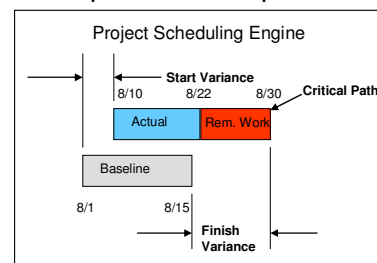 Project Scheduling Engine
Start Variance
8/10 8/22 8/30 Critical Path
Actual Rem. Work
Baseline
8/1 8/15
Finish
Variance